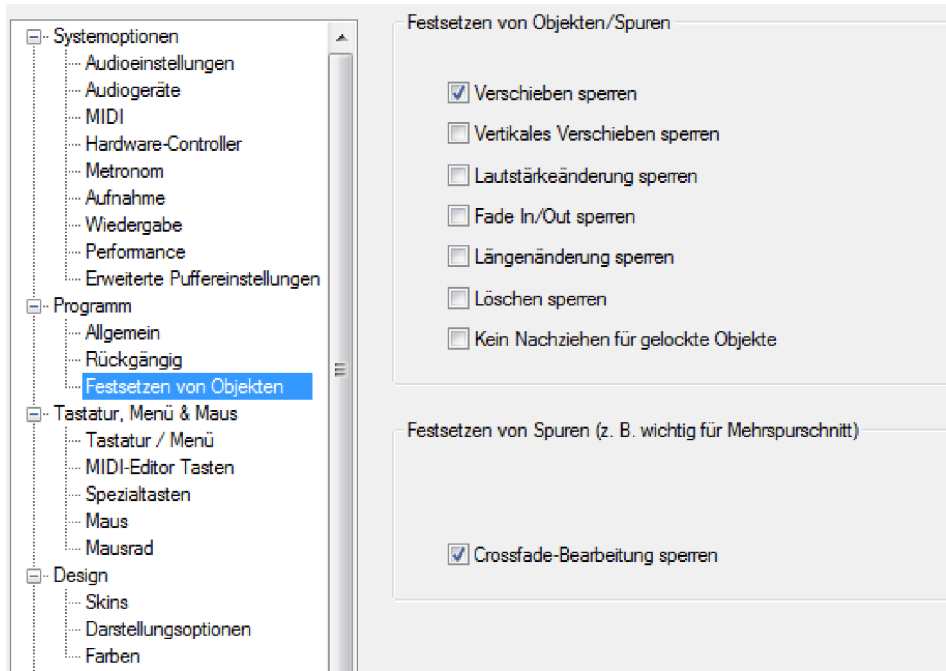 Systemoptionen
Audioeinstellungen
Audiogeräte
MIDI
Hardware-Controller
Metronom
Aufnahme
Wiedergabe
Performance
Erweiterte Puffereinstellungen
Programm
Allgemein
Rückgängig
Festsetzen von Objekten
Tastatur, Menü & Maus
Tastatur / Menü
MIDI-Editor Tasten
Spezialtasten
Maus
Mausrad
Design
Skins
Darstellungsoptionen
Farben
Festsetzen von Objekten/Spuren
Verschieben sperren
Vertikales Verschieben sperren
Lautstärkeänderung sperren
Fade In/Out sperren
Längenänderung sperren
Löschen sperren
Kein Nachziehen für gelockte Objekte
Festsetzen von Spuren (z. B. wichtig für Mehrspurschnitt)
Crossfade-Bearbeitung sperren